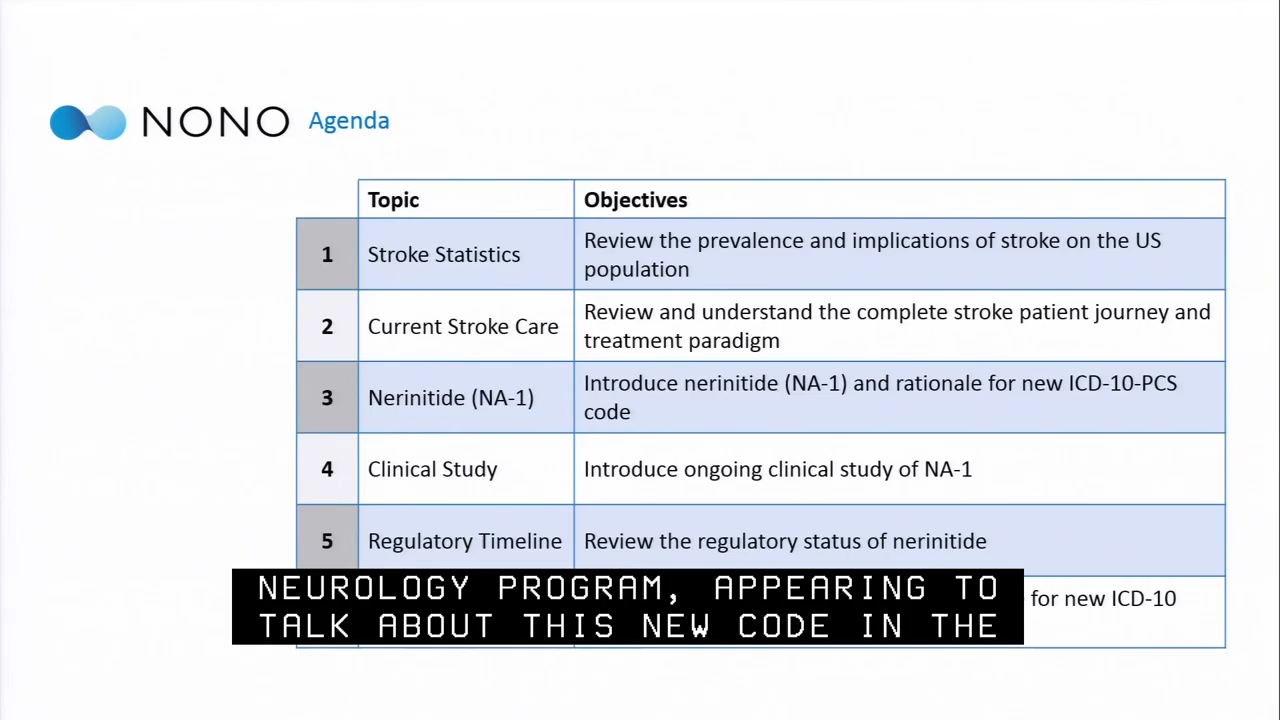 NONO Agenda
Topic Objectives
1 Stroke Statistics Review the prevalence and implications of stroke on the US
population
2 Current Stroke Care Review and understand the complete stroke patient journey and
treatment paradigm
3 Nerinitide (NA-1) Introduce nerinitide (NA-1) and rationale for new ICD-10-PCS
code
4 Clinical Study Introduce ongoing clinical study of NA-1
5 Regulatory Timeline Review the regulatory status of nerinitide
for new ICD-10
NEUROLOGY PROGRAM, APPEARING TO
TALK ABOUT THIS NEW CODE IN THE